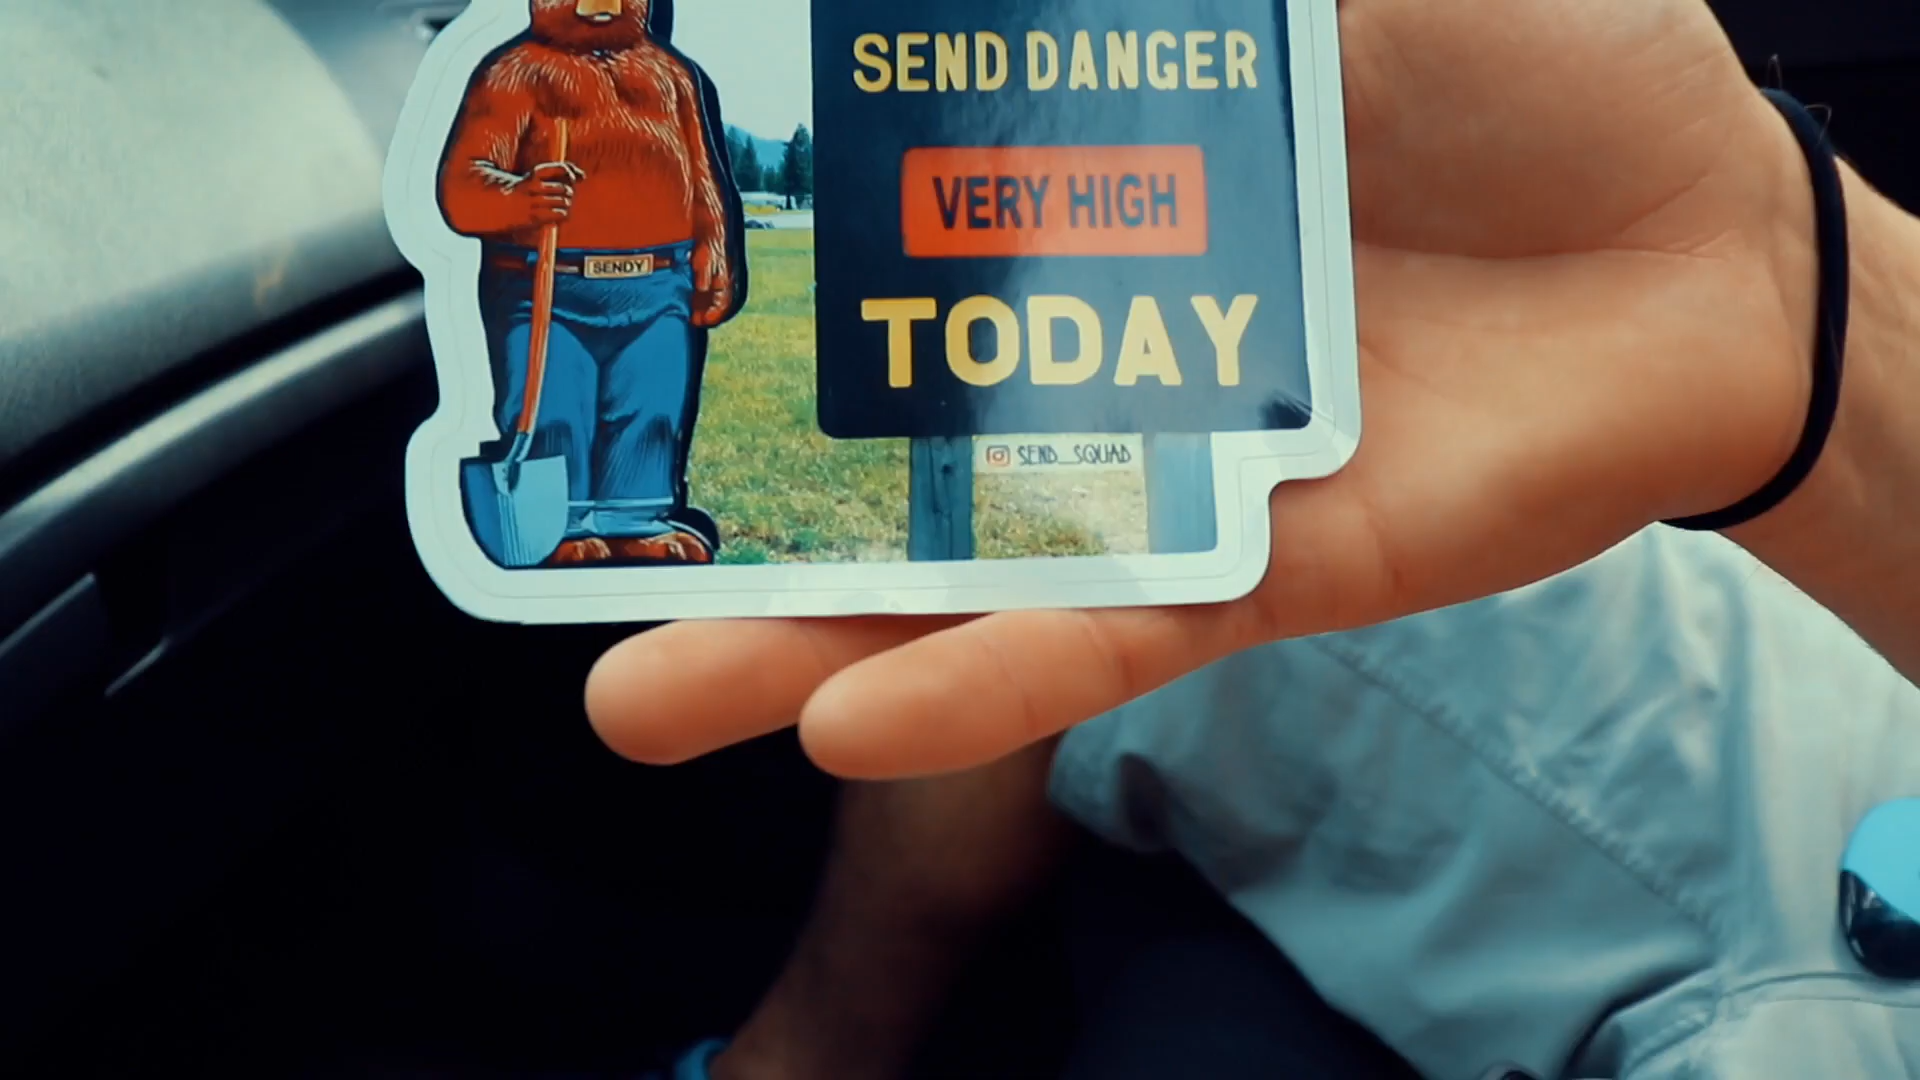 SEND DANGER
VERY HIGH
SENDY
TODAY
SEND_SQUAD